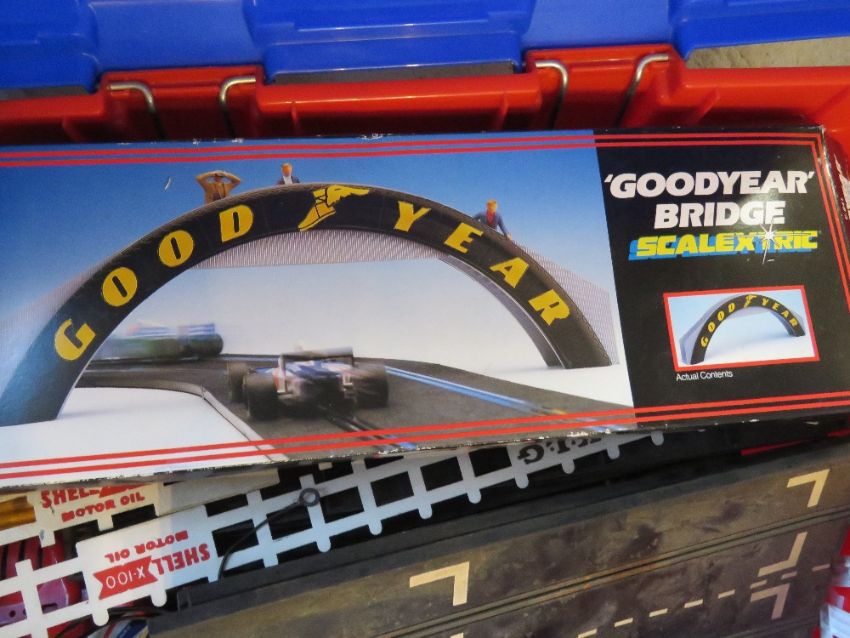 'GOODYEAR'
BRIDGE
SCALEXTRIC
GOOD YEAR
GOOD YEAR
Actual Contents
SHELL
MOTOR OIL
SHELL
X-100
MOTOR OIL